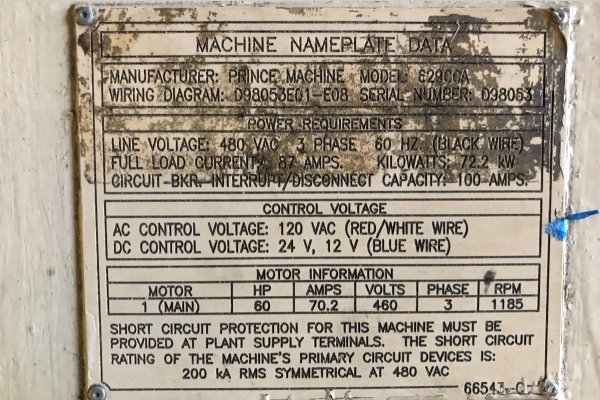 MACHINE NAMEPLATE DATA
MANUFACTURER: PRINCE MACHINE MODEL: 629CCA
WIRING DIAGRAM: D98053E01-E08 SERIAL NUMBER: D98053
POWER REQUIREMENTS
LINE VOLTAGE: 480 VAC 3 PHASE 60 HZ. (BLACK WIRE)
FULL LOAD CURRENT: 87 AMPS. KILOWATTS: 72.2 kW
CIRCUIT-BKR. INTERRUPT/DISCONNECT CAPACITY: 100 AMPS.
CONTROL VOLTAGE
AC CONTROL VOLTAGE: 120 VAC (RED/WHITE WIRE)
DC CONTROL VOLTAGE: 24 V, 12 V (BLUE WIRE)
MOTOR INFORMATION
MOTOR HP AMPS VOLTS PHASE RPM
1 (MAIN) 60 70.2 460 3 1185
SHORT CIRCUIT PROTECTION FOR THIS MACHINE MUST BE
PROVIDED AT PLANT SUPPLY TERMINALS. THE SHORT CIRCUIT
RATING OF THE MACHINE'S PRIMARY CIRCUIT DEVICES IS:
200 kA RMS SYMMETRICAL AT 480 VAC